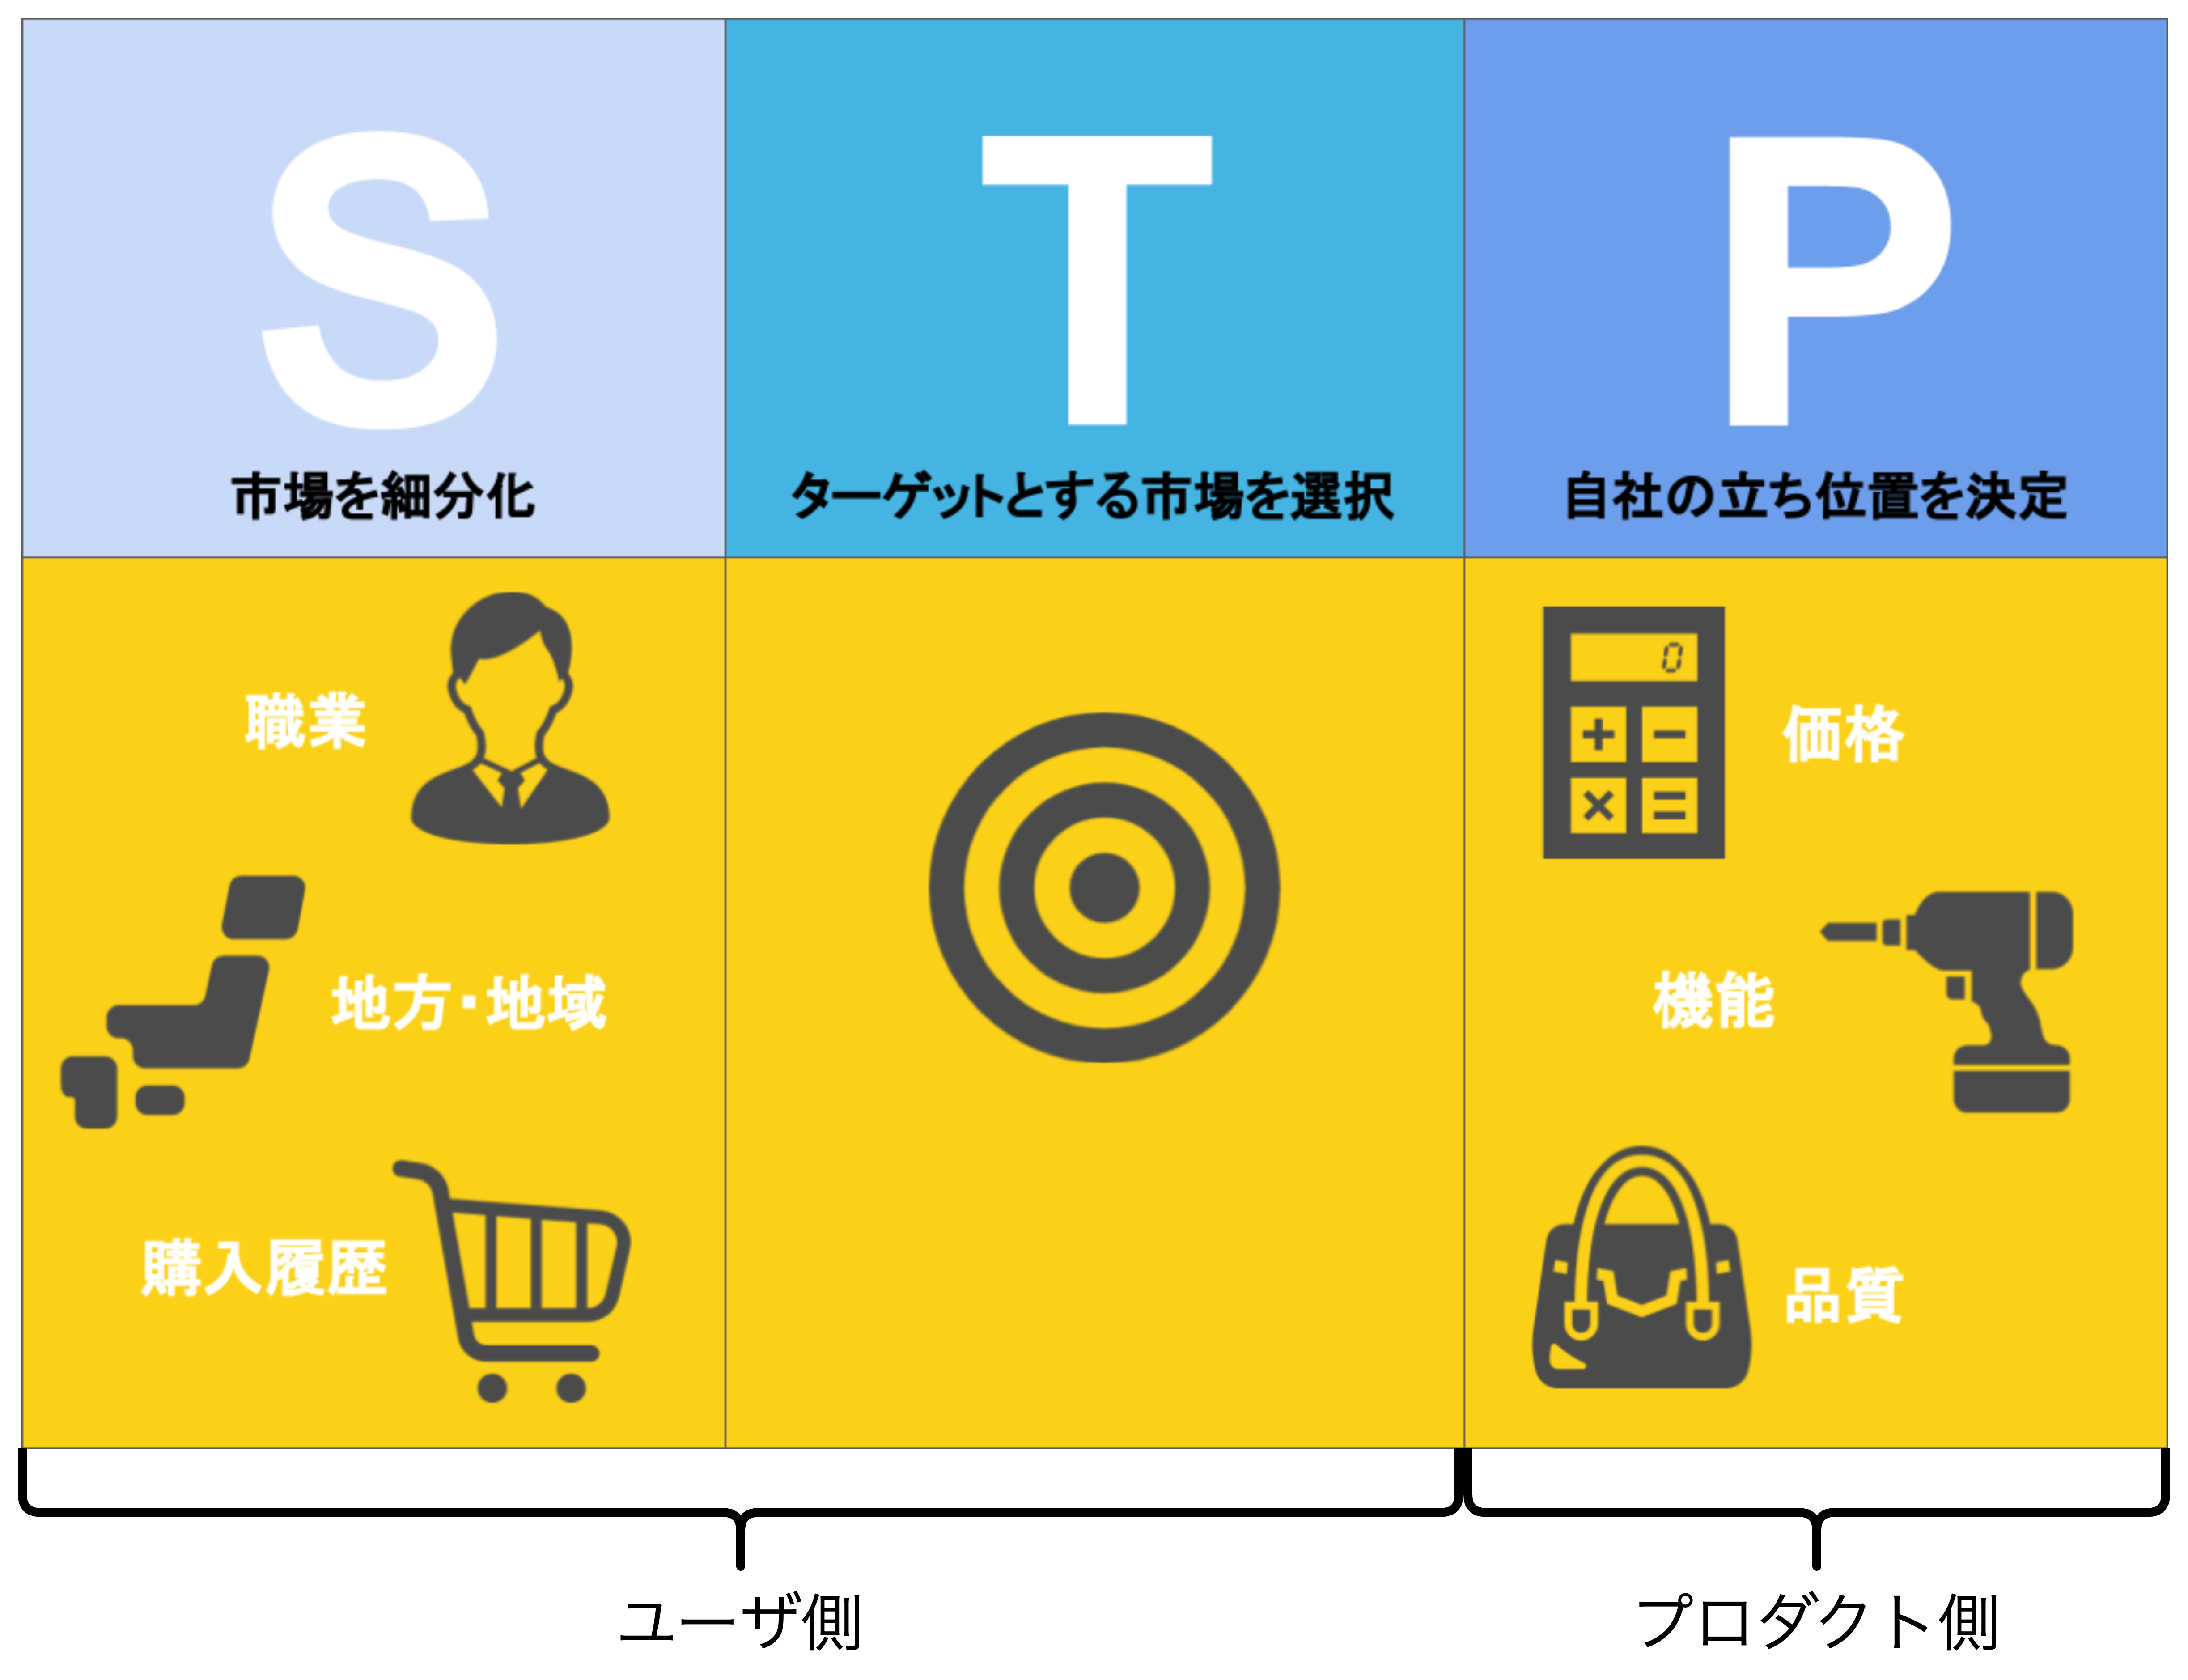 S
市場を細分化
T
ターゲットとする市場を選択
P
自社の立ち位置を決定
職業
地方・地域
購入履歴
0
+ −
× =
価格
機能
品質
ユーザ側
プロダクト側